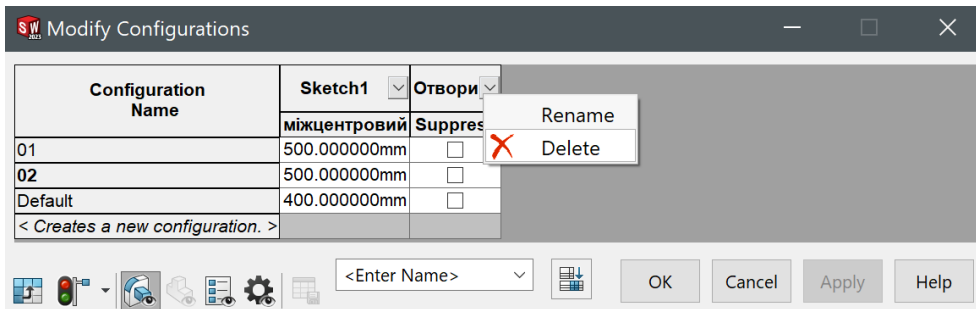 Modify Configurations
Configuration Name
Sketch1
Отвори
міжцентровий
Suppres
Rename
Delete
01
500.000000mm
02
500.000000mm
Default
400.000000mm
< Creates a new configuration. >
<Enter Name>
OK
Cancel
Apply
Help